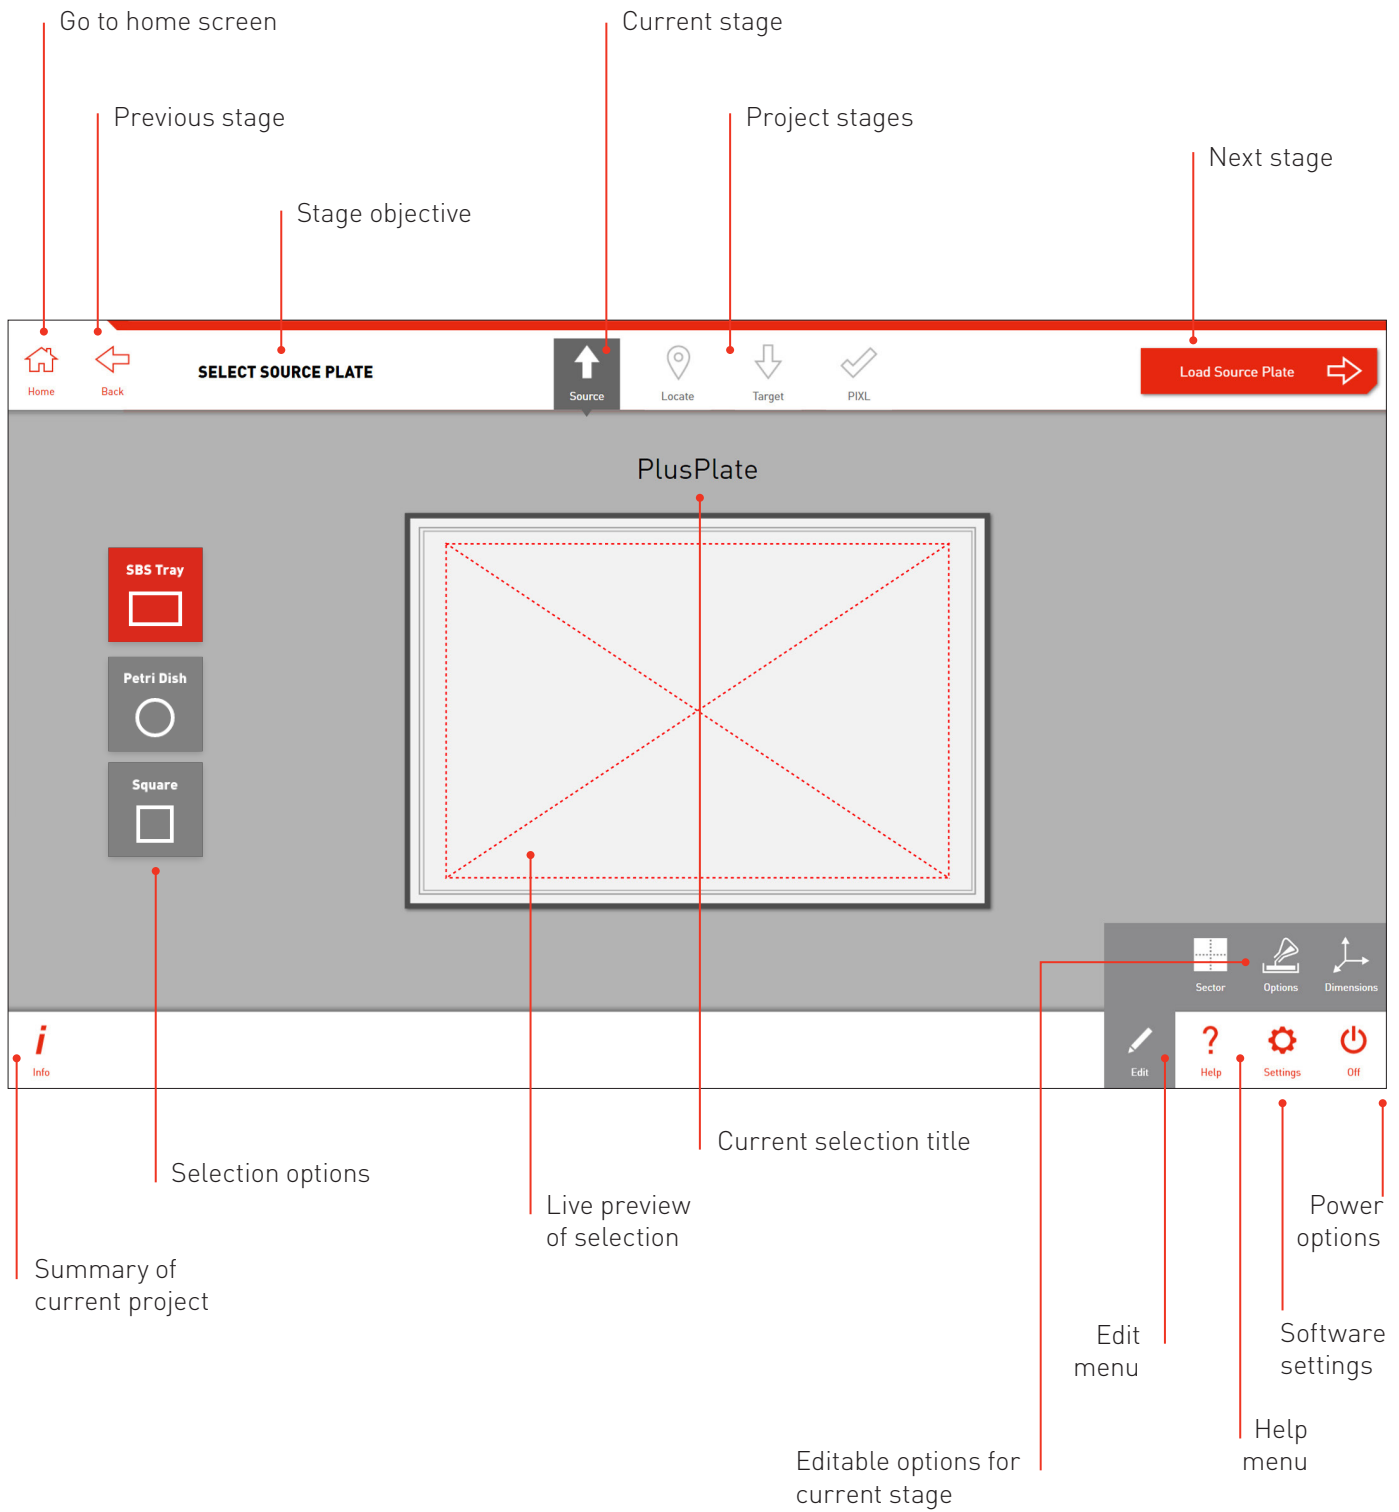 Go to home screen
Current stage
Previous stage
Project stages
Next stage
Stage objective
Home
Back
SELECT SOURCE PLATE
Source
Locate
Target
PIXL
Load Source Plate
PlusPlate
SBS Tray
Petri Dish
Square
Sector
Options
Dimensions
i
Info
Edit
?
Help
Settings
Off
Current selection title
Selection options
Live preview
of selection
Power
options
Summary of
current project
Edit
menu
Software
settings
Help
menu
Editable options for
current stage